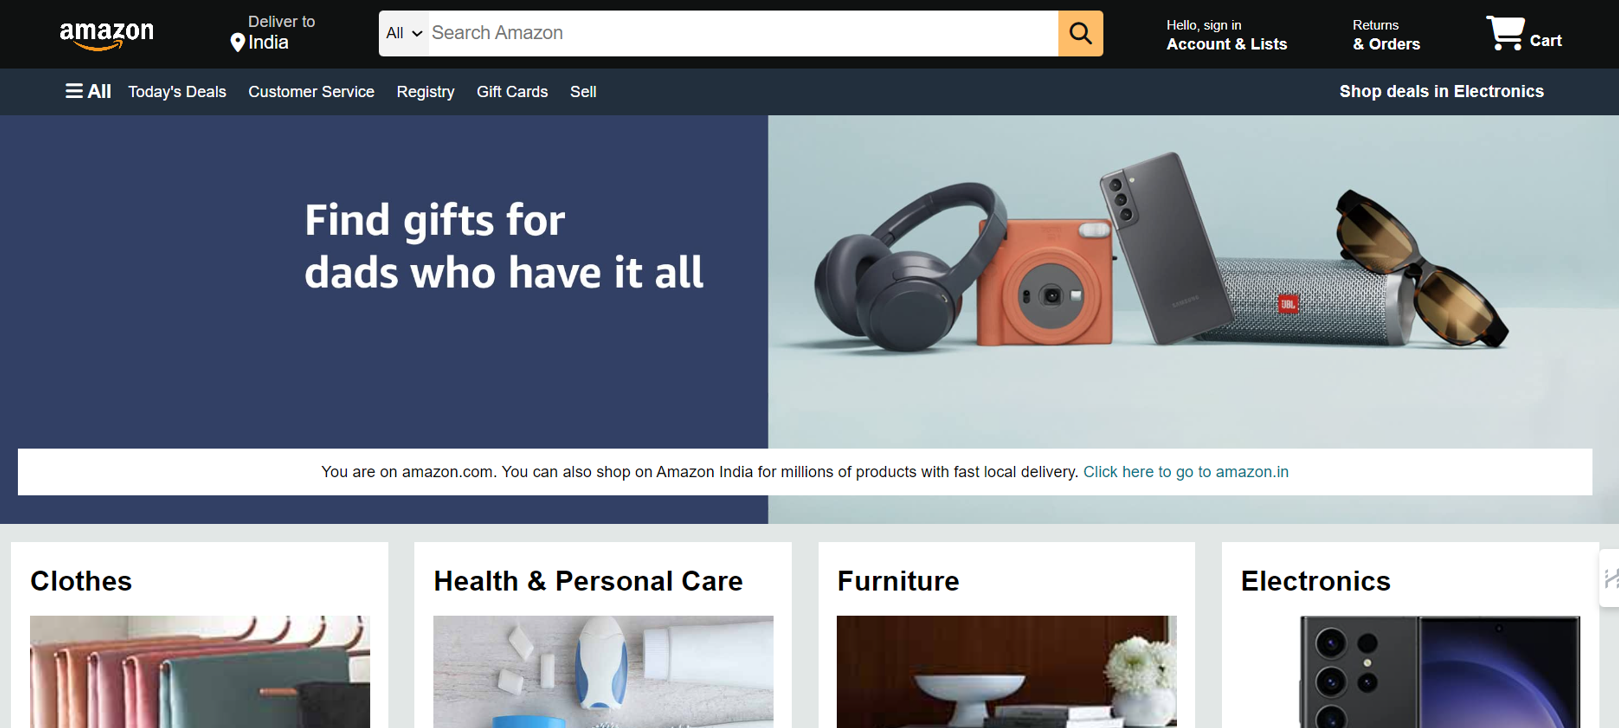 amazon
Deliver to
India
All
Search Amazon
Hello, sign in
Account & Lists
Returns
& Orders
Cart
All
Today's Deals
Customer Service
Registry
Gift Cards
Sell
Shop deals in Electronics
Find gifts for
dads who have it all
SAMSUNG
JBL
You are on amazon.com. You can also shop on Amazon India for millions of products with fast local delivery. Click here to go to amazon.in
Clothes
Health & Personal Care
Furniture
Electronics